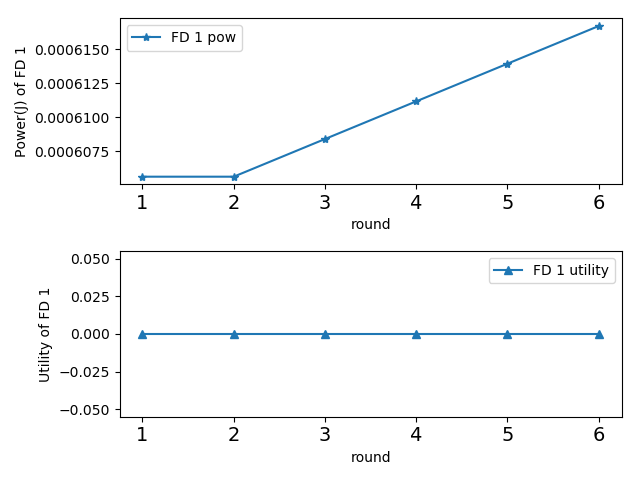 FD 1 pow
Power(J) of FD 1
0.0006150
0.0006125
0.0006100
0.0006075
1 2 3 4 5 6
round
FD 1 utility
Utility of FD 1
0.050
0.025
0.000
−0.025
−0.050
1 2 3 4 5 6
round